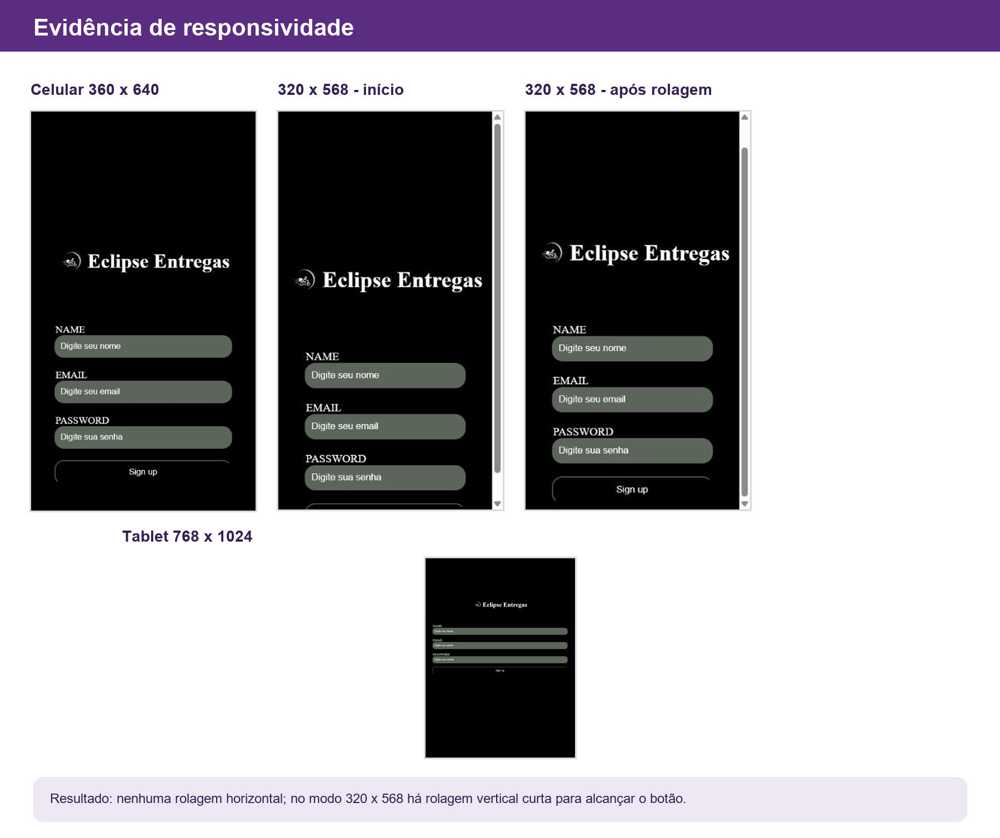 Evidência de responsividade
Celular 360 x 640
320 x 568 - início
320 x 568 - após rolagem
Eclipse Entregas
NAME
Digite seu nome
EMAIL
Digite seu email
PASSWORD
Digite sua senha
Sign up
Eclipse Entregas
NAME
Digite seu nome
EMAIL
Digite seu email
PASSWORD
Digite sua senha
Eclipse Entregas
NAME
Digite seu nome
EMAIL
Digite seu email
PASSWORD
Digite sua senha
Sign up
Tablet 768 x 1024
Eclipse Entregas
NAME
Digite seu nome
EMAIL
Digite seu email
PASSWORD
Digite sua senha
Sign up
Resultado: nenhuma rolagem horizontal; no modo 320 x 568 há rolagem vertical curta para alcançar o botão.